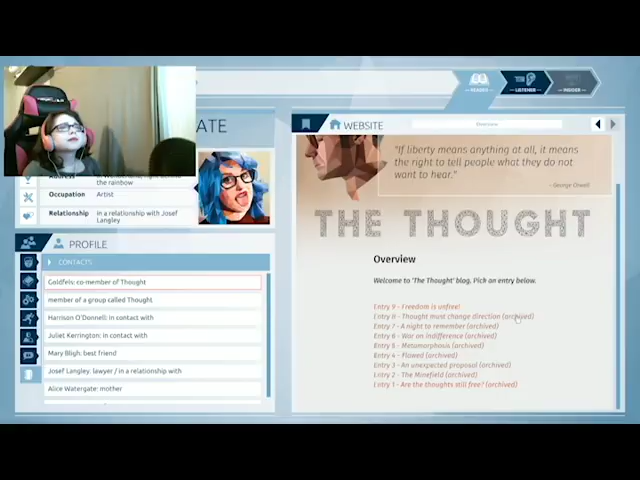 READER
LISTENER
INSIDER
ATE
WEBSITE
Overview
Address
the rainbow
Occupation
Artist
Relationship
in a relationship with Josef
Langley
"If liberty means anything at all, it means
the right to tell people what they do not
want to hear."
- George Orwell
THE THOUGHT
PROFILE
CONTACTS:
Goldfels: co-member of Thought
member of a group called Thought
Harrison O'Donnell: in contact with
Juliet Kerrington: in contact with
Mary Bligh: best friend
Josef Langley: lawyer / in a relationship with
Alice Watergate: mother
Overview
Welcome to 'The Thought' blog. Pick an entry below.
Entry 9 - Freedom is unfree!
Entry 8 - Thought must change direction (archived)
Entry 7 - A night to remember (archived)
Entry 6 - War on indifference (archived)
Entry 5 - Metamorphosis (archived)
Entry 4 - Flawed (archived)
Entry 3 - An unexpected proposal (archived)
Entry 2 - The Minefield (archived)
Entry 1 - Are the thoughts still free? (archived)